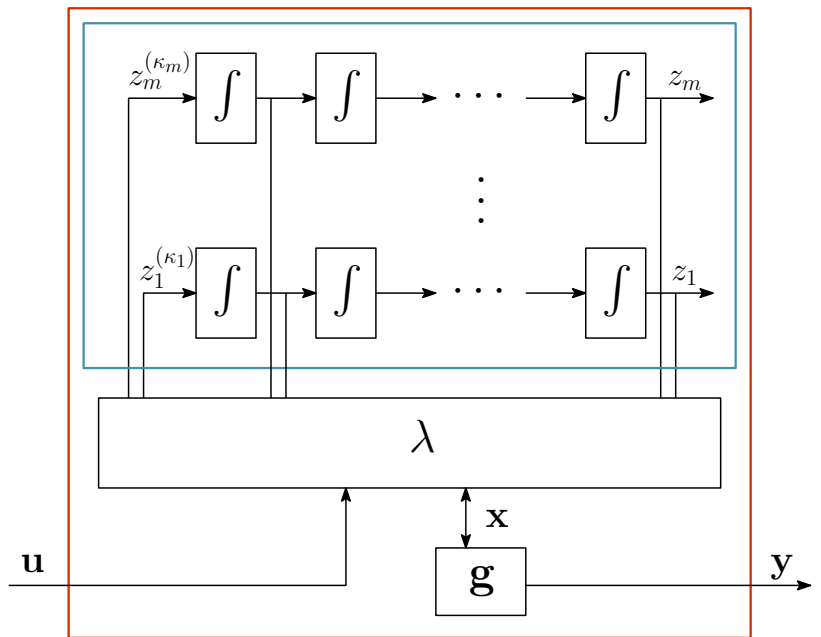 z_m^{(κ_m)} ∫ ∫ · · · ∫ z_m
⋮
z_1^{(κ_1)} ∫ ∫ · · · ∫ z_1
λ
x
u g y